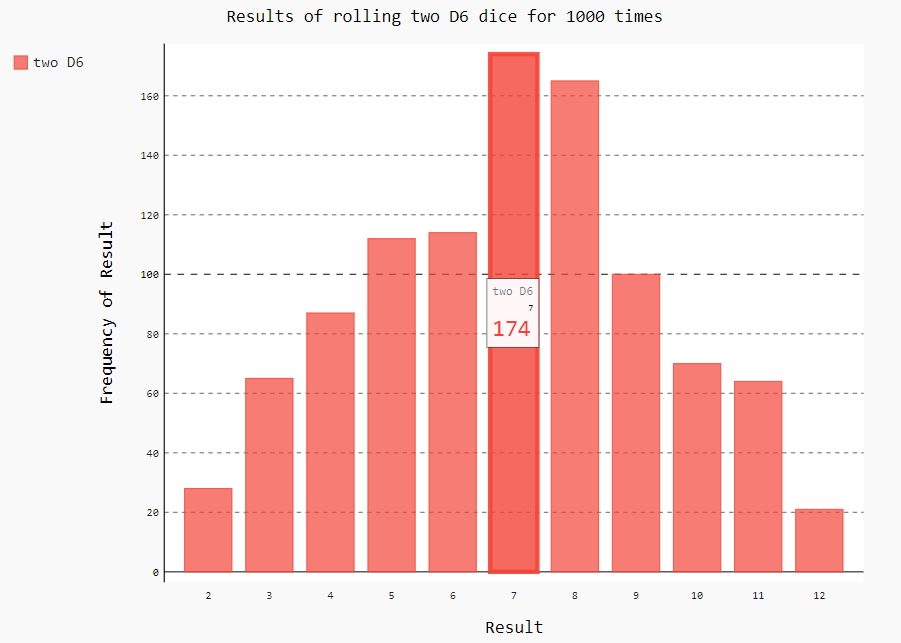 Results of rolling two D6 dice for 1000 times
two D6
Frequency of Result
160
140
120
100
80
60
40
20
0
two D6
7
174
2 3 4 5 6 7 8 9 10 11 12
Result